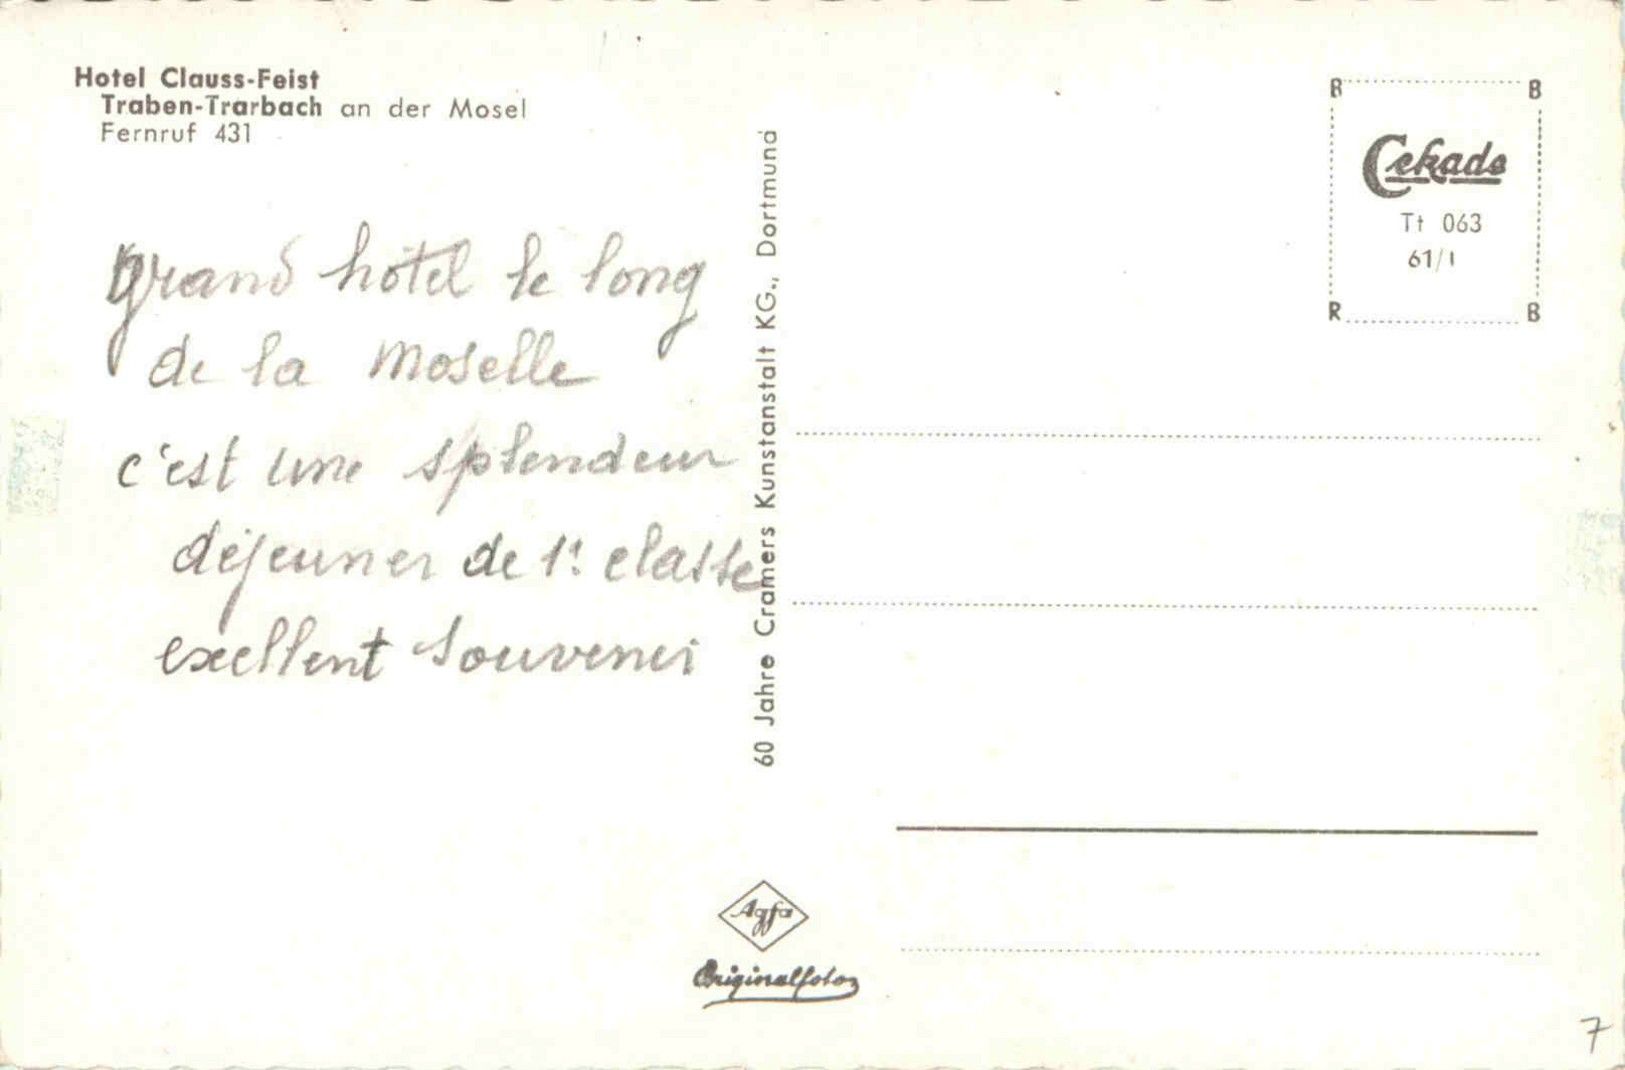 Hotel Clauss-Feist
Traben-Trarbach an der Mosel
Fernruf 431
grand hôtel le long
de la Moselle
c'est une splendeur
déjeuner de 1e classe
exellent souvenir
60 Jahre Cramers Kunstanstalt KG., Dortmund
B B
Cekade
Tt 063
61/1
R B
Agfa
Originalfoto
7